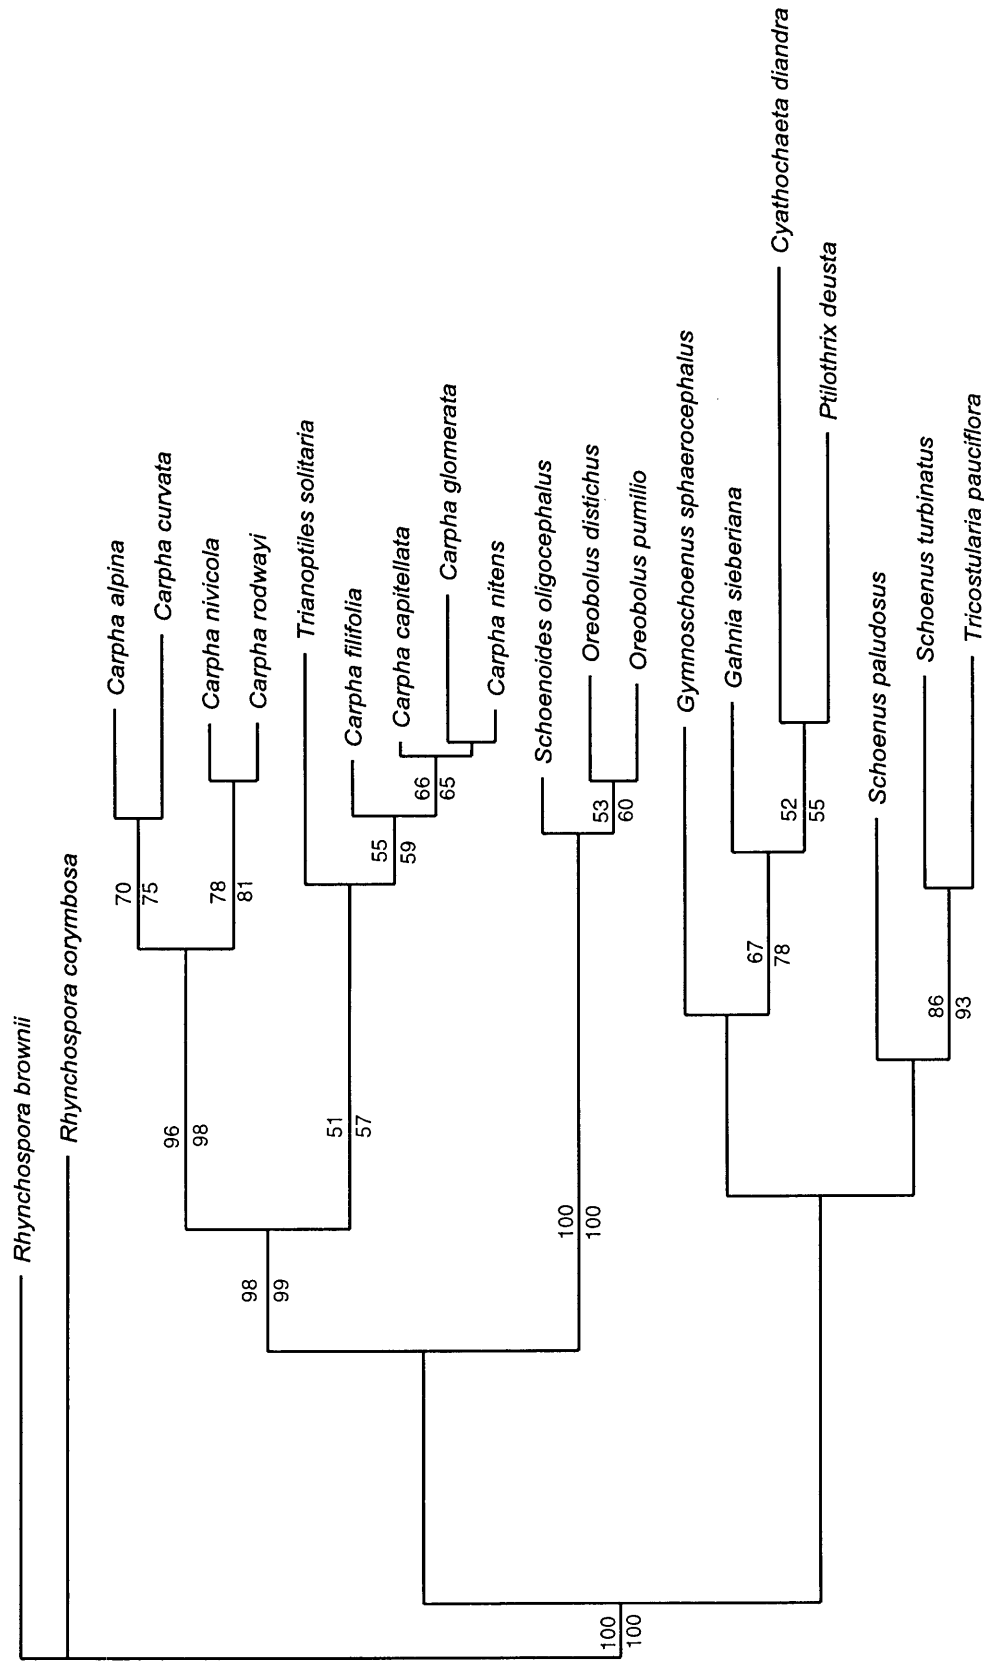 Rhynchospora brownii
Rhynchospora corymbosa
Carpha alpina
Carpha curvata
70
75
Carpha nivicola
Carpha rodwayi
78
81
96
98
Trianoptiles solitaria
Carpha filifolia
Carpha capitellata
Carpha glomerata
Carpha nitens
66
65
55
59
51
57
98
99
Schoenoides oligocephalus
Oreobolus distichus
Oreobolus pumilio
53
60
100
100
Gymnoschoenus sphaerocephalus
Gahnia sieberiana
Cyathochaeta diandra
Ptilothrix deusta
52
55
67
78
Schoenus paludosus
Schoenus turbinatus
Tricostularia pauciflora
86
93
100
100